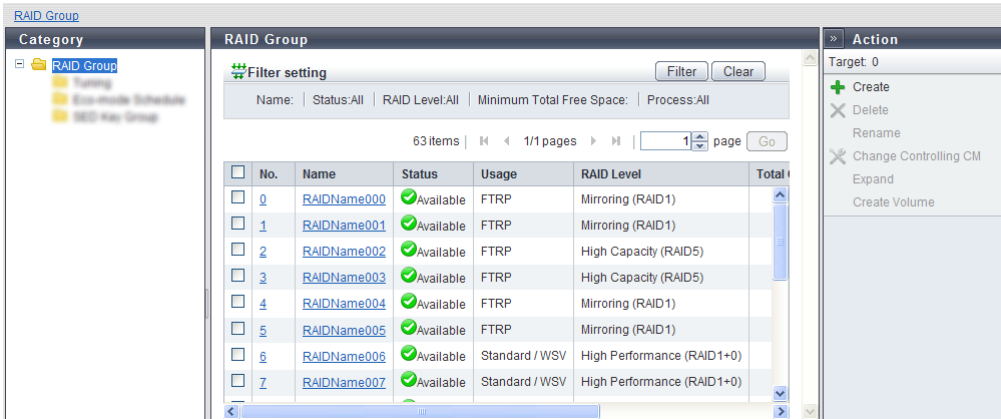 RAID Group
Category
RAID Group
RAID Group
Filter setting Filter Clear
Name: Status:All RAID Level:All Minimum Total Free Space: Process:All
63 items 1/1 pages 1 page Go
No. Name Status Usage RAID Level Total
0 RAIDName000 Available FTRP Mirroring (RAID1)
1 RAIDName001 Available FTRP Mirroring (RAID1)
2 RAIDName002 Available FTRP High Capacity (RAID5)
3 RAIDName003 Available FTRP High Capacity (RAID5)
4 RAIDName004 Available FTRP Mirroring (RAID1)
5 RAIDName005 Available FTRP Mirroring (RAID1)
6 RAIDName006 Available Standard / WSV High Performance (RAID1+0)
7 RAIDName007 Available Standard / WSV High Performance (RAID1+0)
» Action
Target: 0
Create
Delete
Rename
Change Controlling CM
Expand
Create Volume